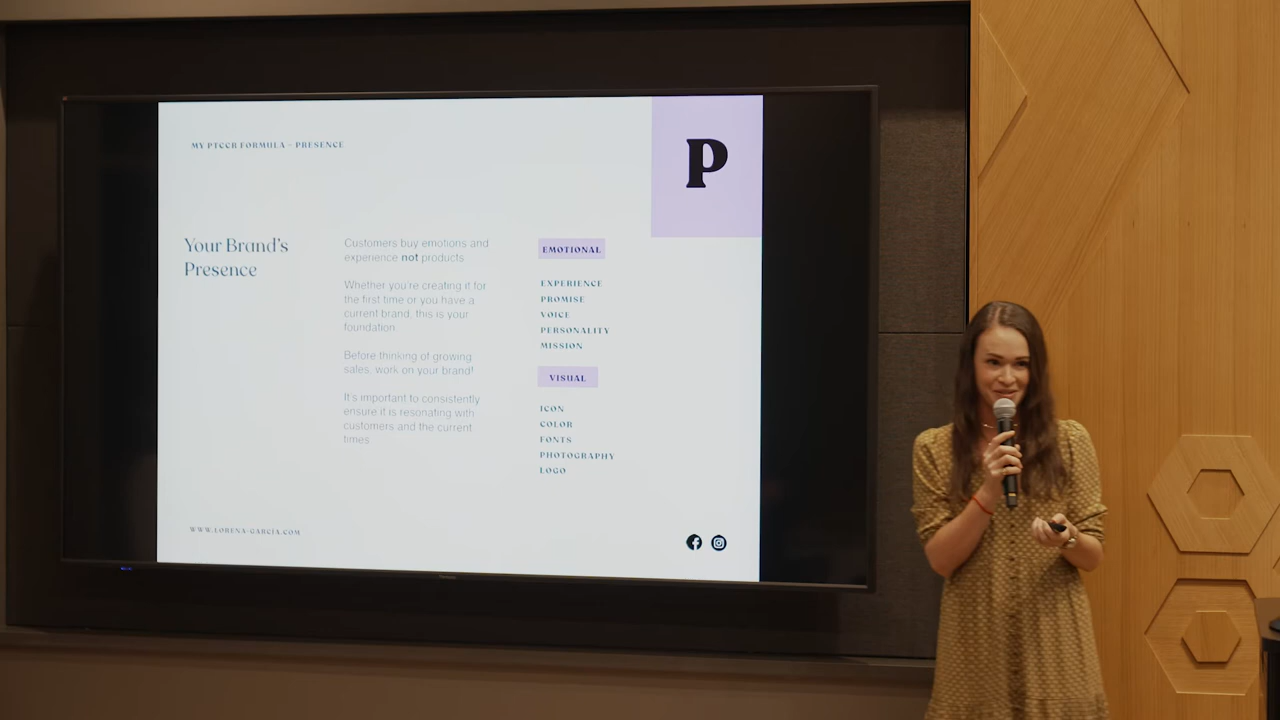 MY PTCCR FORMULA - PRESENCE
P
Your Brand's
Presence
Customers buy emotions and
experience not products
Whether you're creating it for
the first time or you have a
current brand, this is your
foundation.
Before thinking of growing
sales, work on your brand!
It's important to consistently
ensure it is resonating with
customers and the current
times.
EMOTIONAL
EXPERIENCE
PROMISE
VOICE
PERSONALITY
MISSION
VISUAL
ICON
COLOR
FONTS
PHOTOGRAPHY
LOGO
WWW.LORENA-GARCÍA.COM